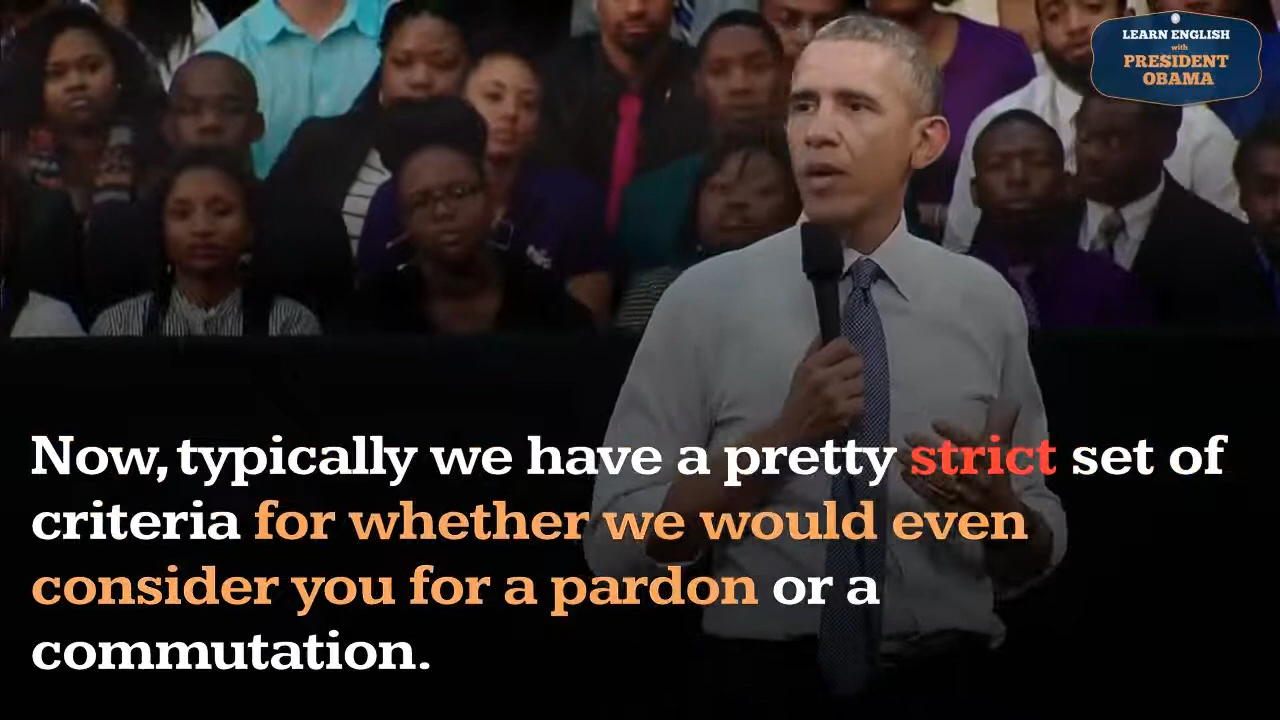 LEARN ENGLISH
with
PRESIDENT
OBAMA
Now, typically we have a pretty strict set of
criteria for whether we would even
consider you for a pardon or a
commutation.